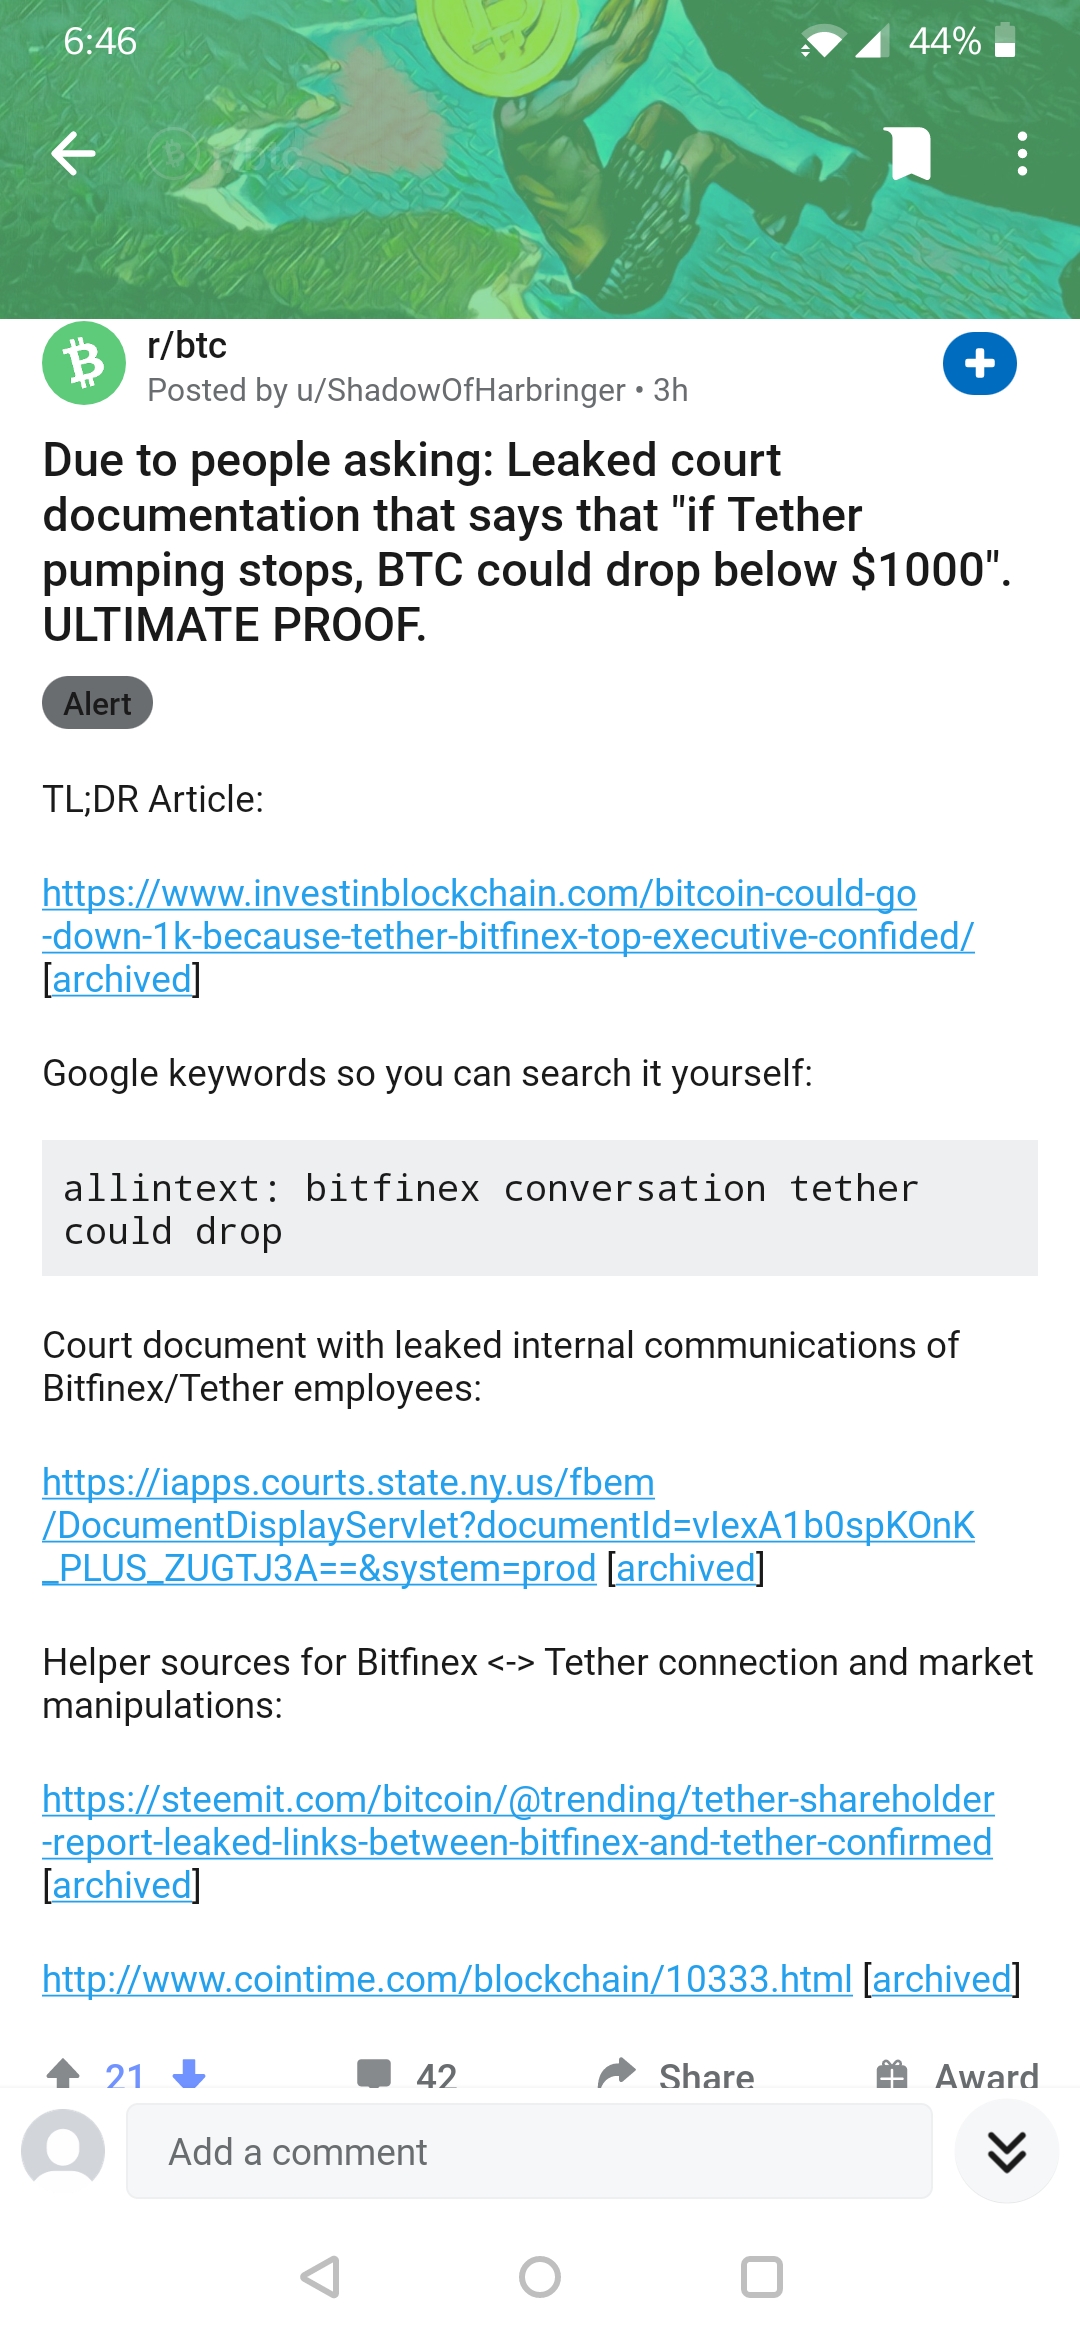 6:46
44%
r/btc
Posted by u/ShadowOfHarbringer • 3h
Due to people asking: Leaked court
documentation that says that "if Tether
pumping stops, BTC could drop below $1000".
ULTIMATE PROOF.
Alert
TL;DR Article:
https://www.investinblockchain.com/bitcoin-could-go
-down-1k-because-tether-bitfinex-top-executive-confided/
[archived]
Google keywords so you can search it yourself:
allintext: bitfinex conversation tether
could drop
Court document with leaked internal communications of
Bitfinex/Tether employees:
https://iapps.courts.state.ny.us/fbem
/DocumentDisplayServlet?documentId=vlexA1b0spKOnK
_PLUS_ZUGTJ3A==&system=prod [archived]
Helper sources for Bitfinex <-> Tether connection and market
manipulations:
https://steemit.com/bitcoin/@trending/tether-shareholder
-report-leaked-links-between-bitfinex-and-tether-confirmed
[archived]
http://www.cointime.com/blockchain/10333.html [archived]
21
42
Share
Award
Add a comment